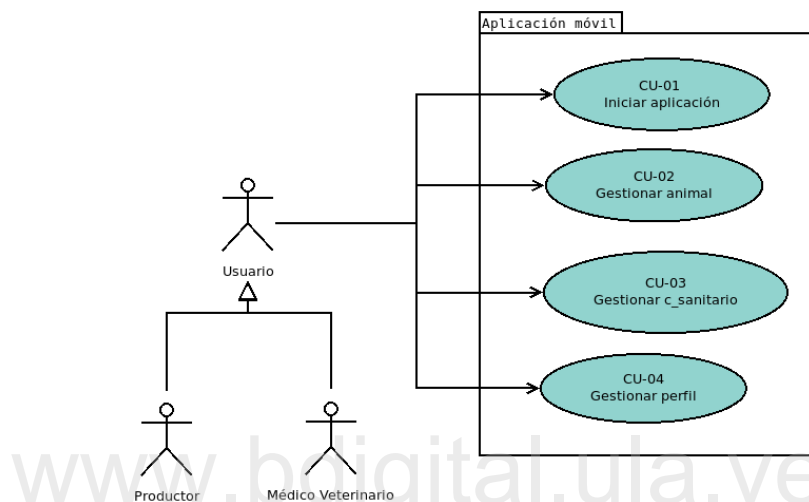 Aplicación móvil
CU-01
Iniciar aplicación
CU-02
Gestionar animal
Usuario
CU-03
Gestionar c_sanitario
CU-04
Gestionar perfil
Productor
Médico Veterinario
www.bdigital.ula.ve